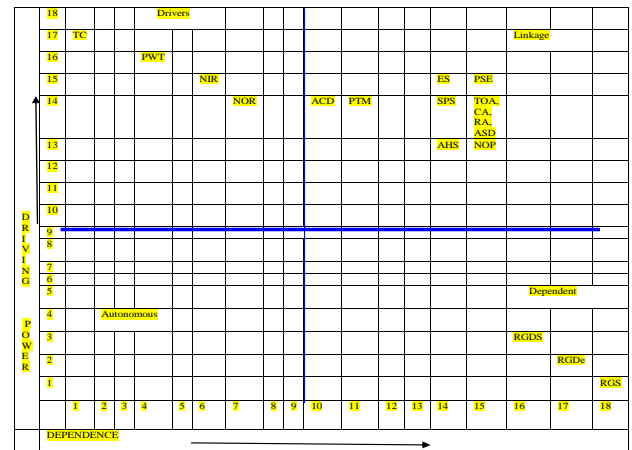 18 Drivers
17 TC Linkage
16 PWT
15 NIR ES PSE
14 NOR ACD PTM SPS TOA,
CA,
RA,
ASD
13 AHS NOP
12
11
10
9
8
7
6
5 Dependent
4 Autonomous
3 RGDS
2 RGDe
1 RGS
1 2 3 4 5 6 7 8 9 10 11 12 13 14 15 16 17 18
D
R
I
V
I
N
G
P
O
W
E
R
DEPENDENCE